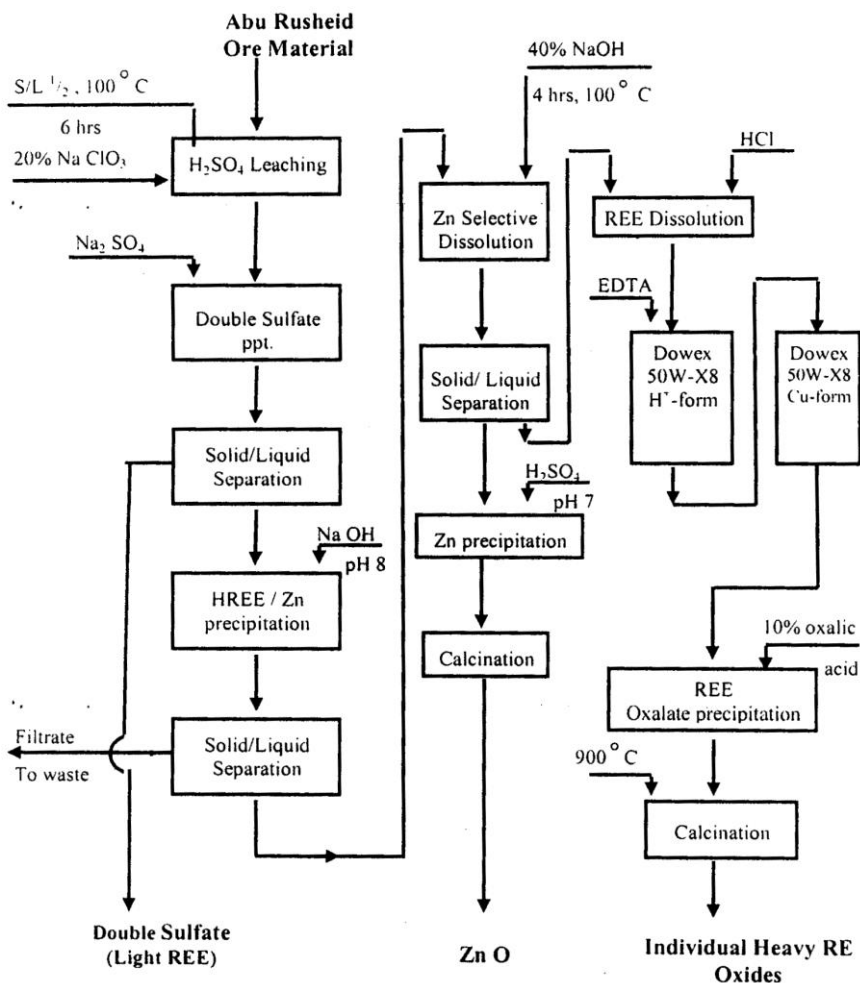 Abu Rusheid
Ore Material
S/L 1/2 , 100° C
6 hrs
20% Na ClO₃
H₂SO₄ Leaching
Na₂ SO₄
Double Sulfate
ppt.
Solid/Liquid
Separation
Na OH
pH 8
HREE / Zn
precipitation
Filtrate
To waste
Solid/Liquid
Separation
Double Sulfate
(Light REE)
40% NaOH
4 hrs, 100° C
Zn Selective
Dissolution
Solid/ Liquid
Separation
H₂SO₄
pH 7
Zn precipitation
Calcination
Zn O
HCl
REE Dissolution
EDTA
Dowex
50W-X8
H⁺-form
Dowex
50W-X8
Cu-form
10% oxalic
acid
REE
Oxalate precipitation
900° C
Calcination
Individual Heavy RE
Oxides